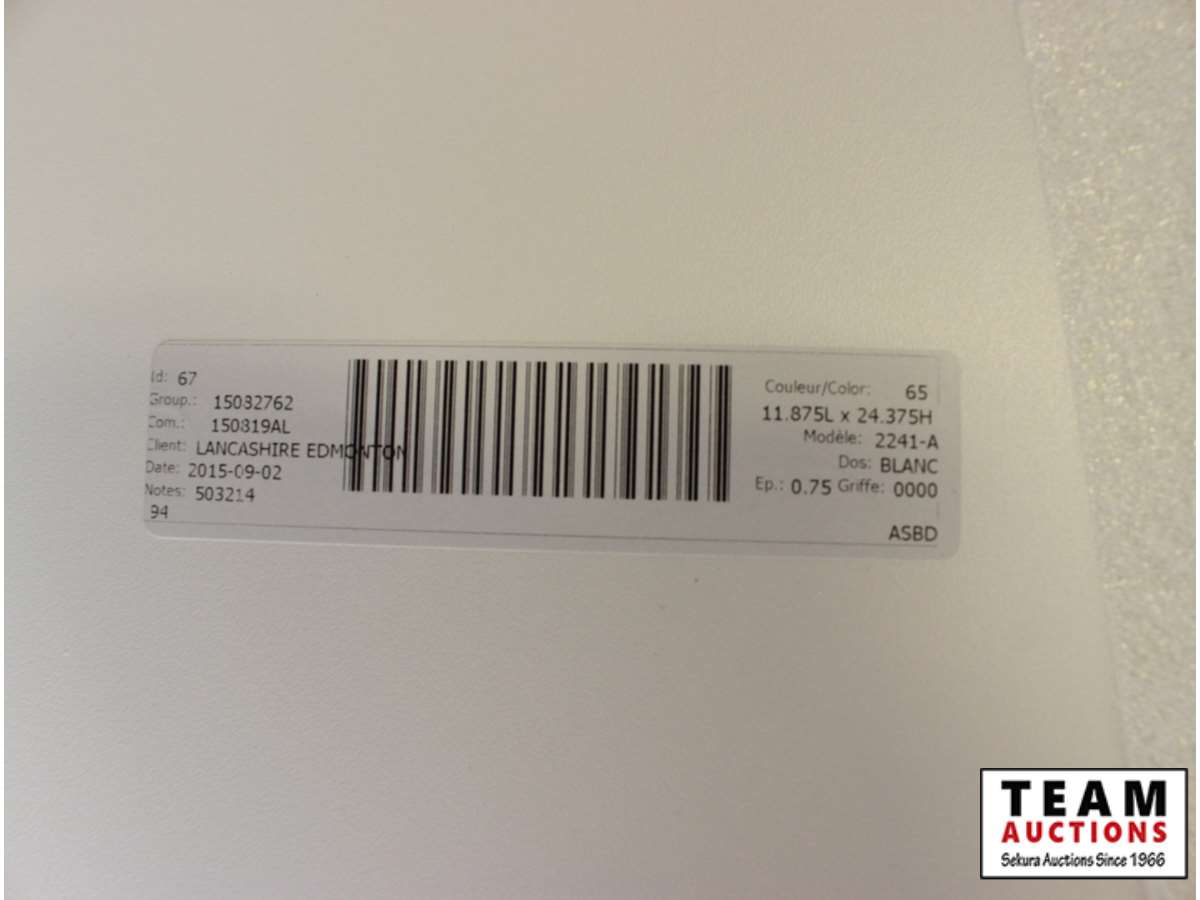 Id: 67
Group.: 15082762
Com.: 150819AL
Client: LANCASHIRE EDMONTON
Date: 2015-09-02
Notes: 503214
94
Couleur/Color: 65
11.875L x 24.375H
Modèle: 2241-A
Dos: BLANC
Ep.: 0.75 Griffe: 0000
ASBD
TEAM
AUCTIONS
Sekura Auctions Since 1966